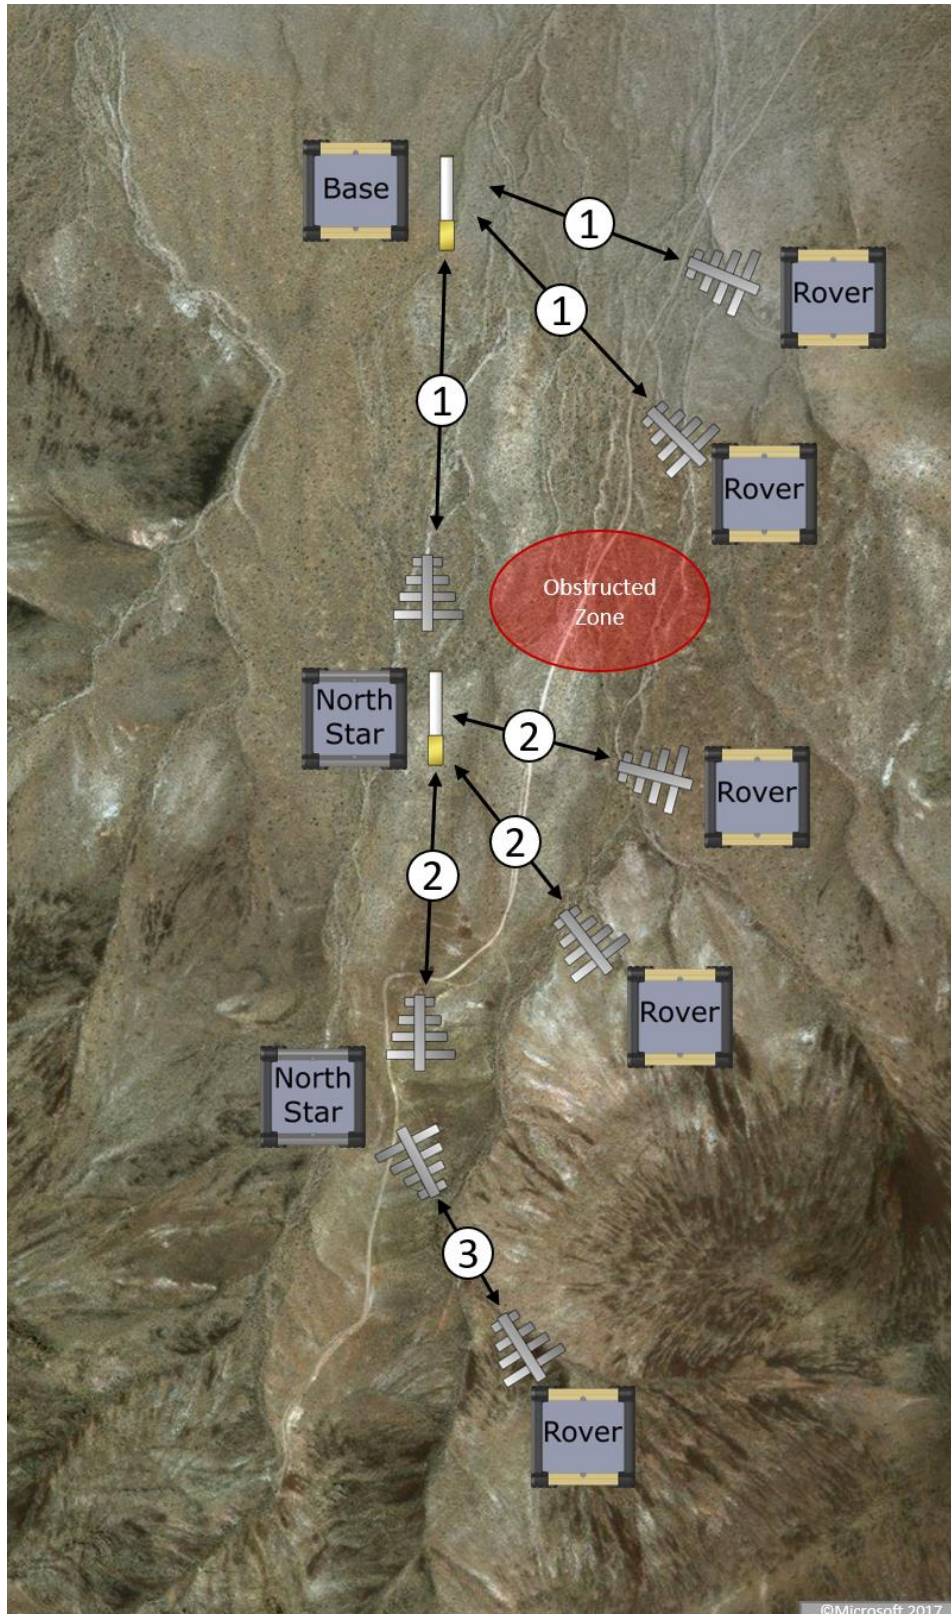 Base
1
Rover
1
1
Rover
Obstructed
Zone
North
Star
2
Rover
2
2
Rover
North
Star
3
Rover
©Microsoft 2017